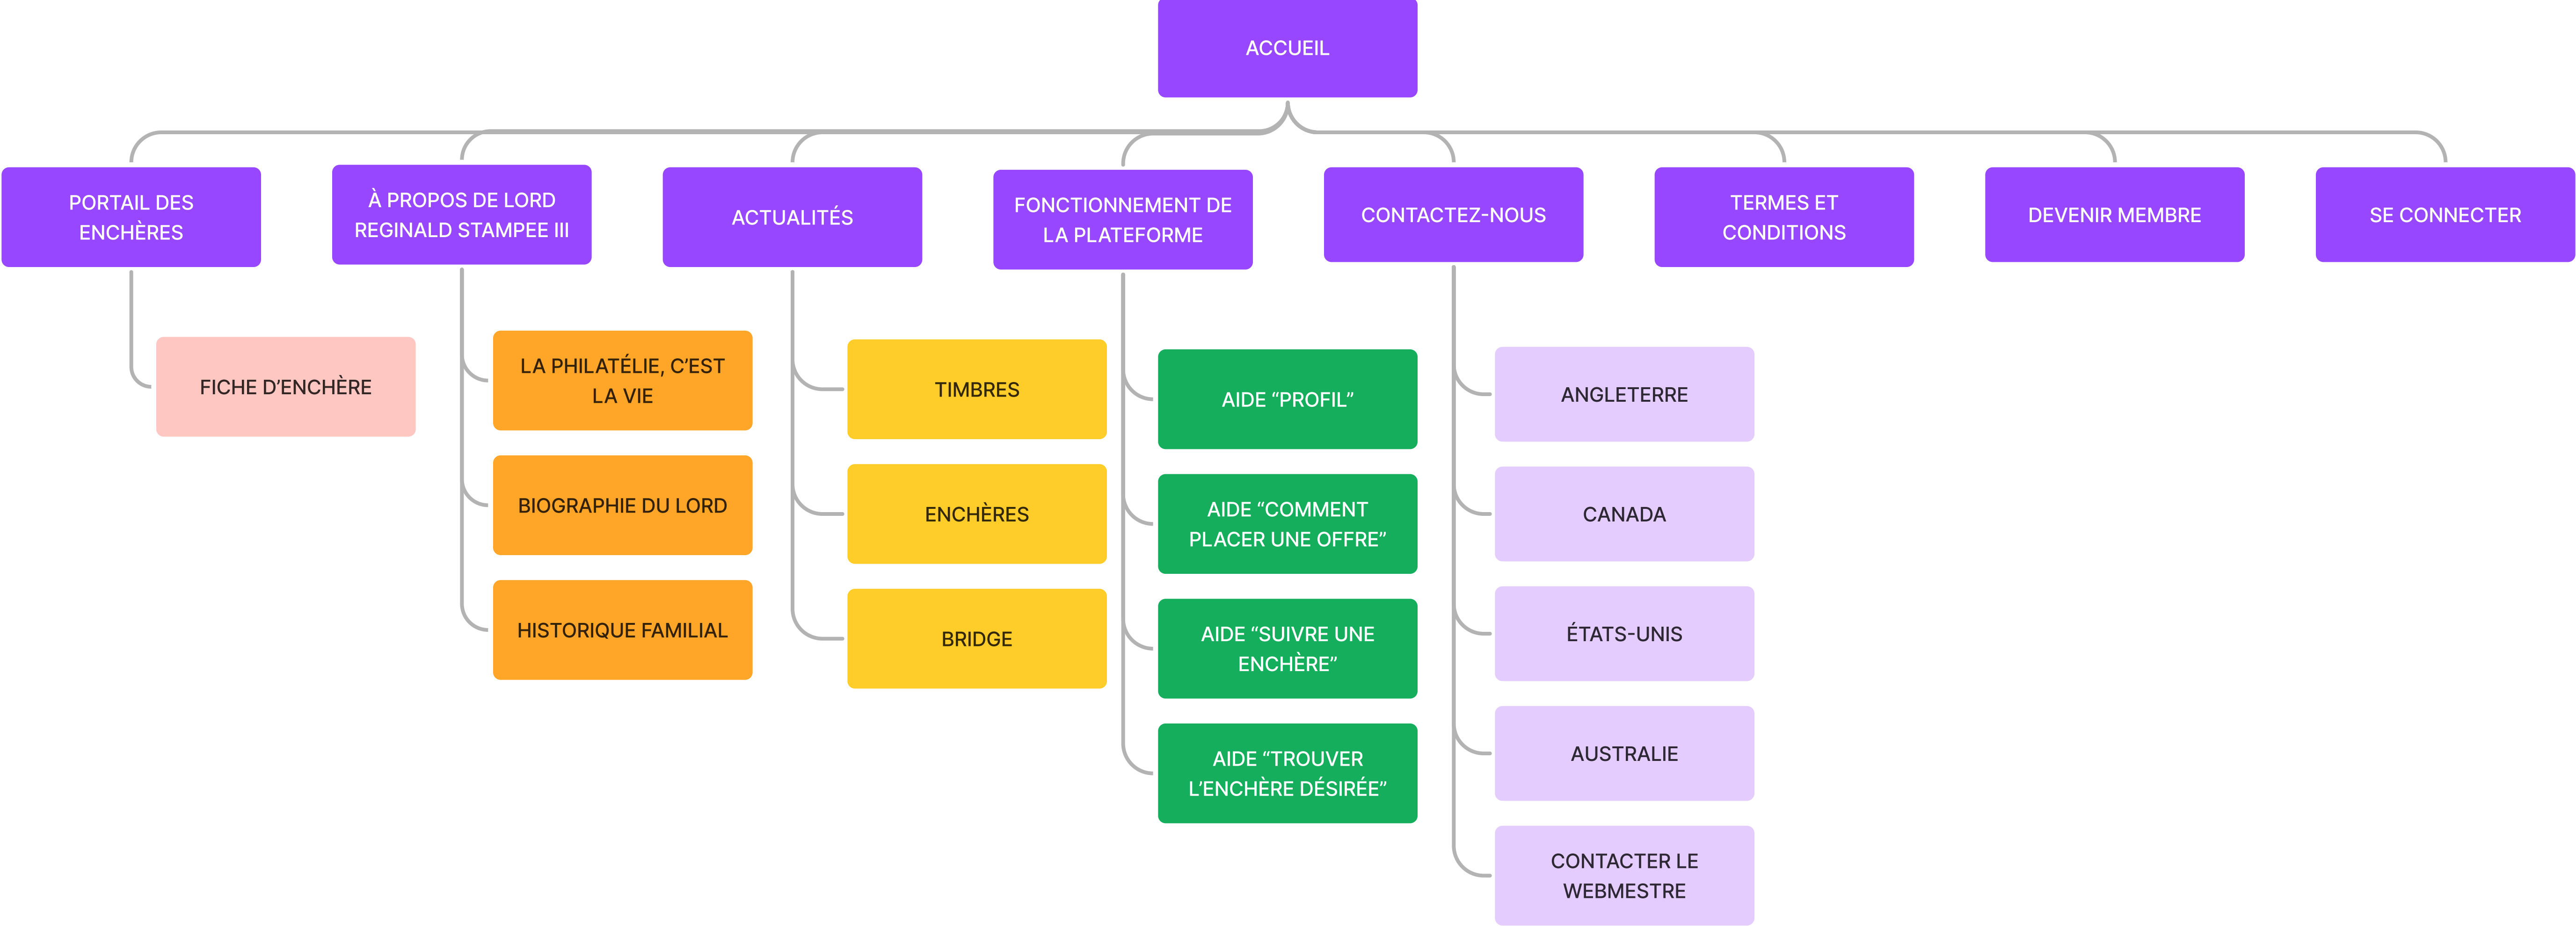 ACCUEIL
PORTAIL DES
ENCHÈRES
À PROPOS DE LORD
REGINALD STAMPEE III
ACTUALITÉS
FONCTIONNEMENT DE
LA PLATEFORME
CONTACTEZ-NOUS
TERMES ET
CONDITIONS
DEVENIR MEMBRE
SE CONNECTER
FICHE D’ENCHÈRE
LA PHILATÉLIE, C’EST
LA VIE
BIOGRAPHIE DU LORD
HISTORIQUE FAMILIAL
TIMBRES
ENCHÈRES
BRIDGE
AIDE “PROFIL”
AIDE “COMMENT
PLACER UNE OFFRE”
AIDE “SUIVRE UNE
ENCHÈRE”
AIDE “TROUVER
L’ENCHÈRE DÉSIRÉE”
ANGLETERRE
CANADA
ÉTATS-UNIS
AUSTRALIE
CONTACTER LE
WEBMESTRE